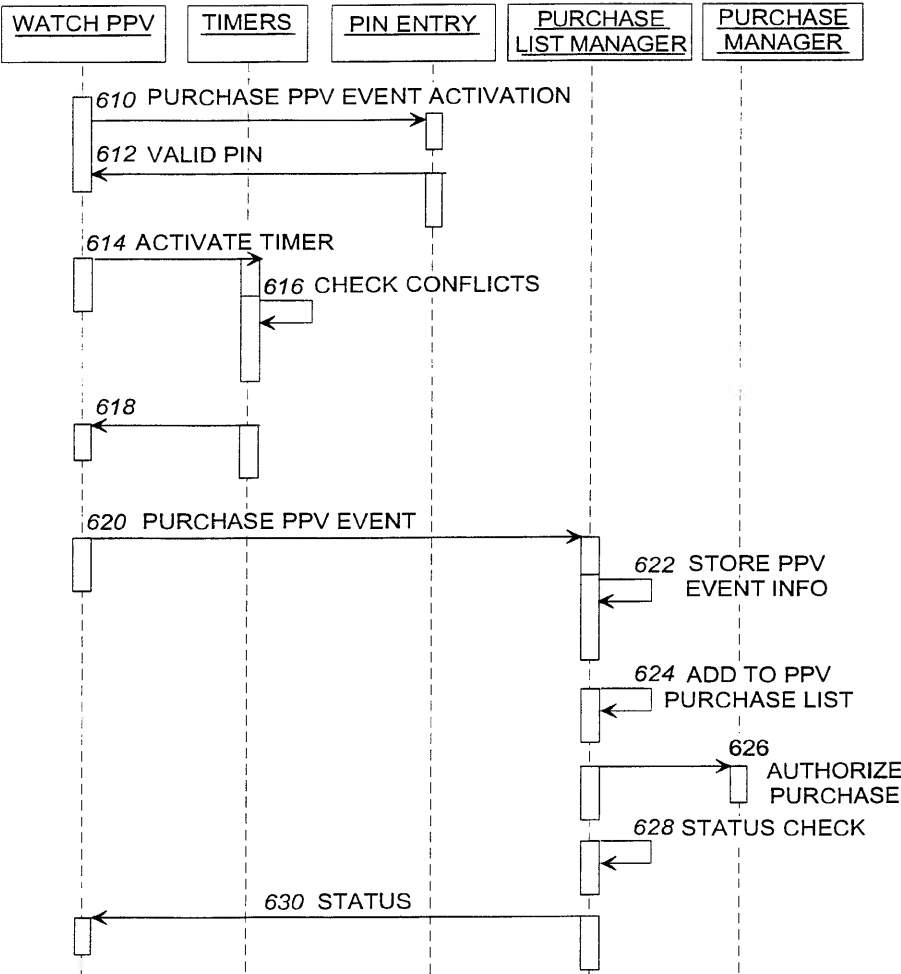 WATCH PPV
TIMERS
PIN ENTRY
PURCHASE
LIST MANAGER
PURCHASE
MANAGER
610 PURCHASE PPV EVENT ACTIVATION
612 VALID PIN
614 ACTIVATE TIMER
616 CHECK CONFLICTS
618
620 PURCHASE PPV EVENT
622 STORE PPV
EVENT INFO
624 ADD TO PPV
PURCHASE LIST
626
AUTHORIZE
PURCHASE
628 STATUS CHECK
630 STATUS